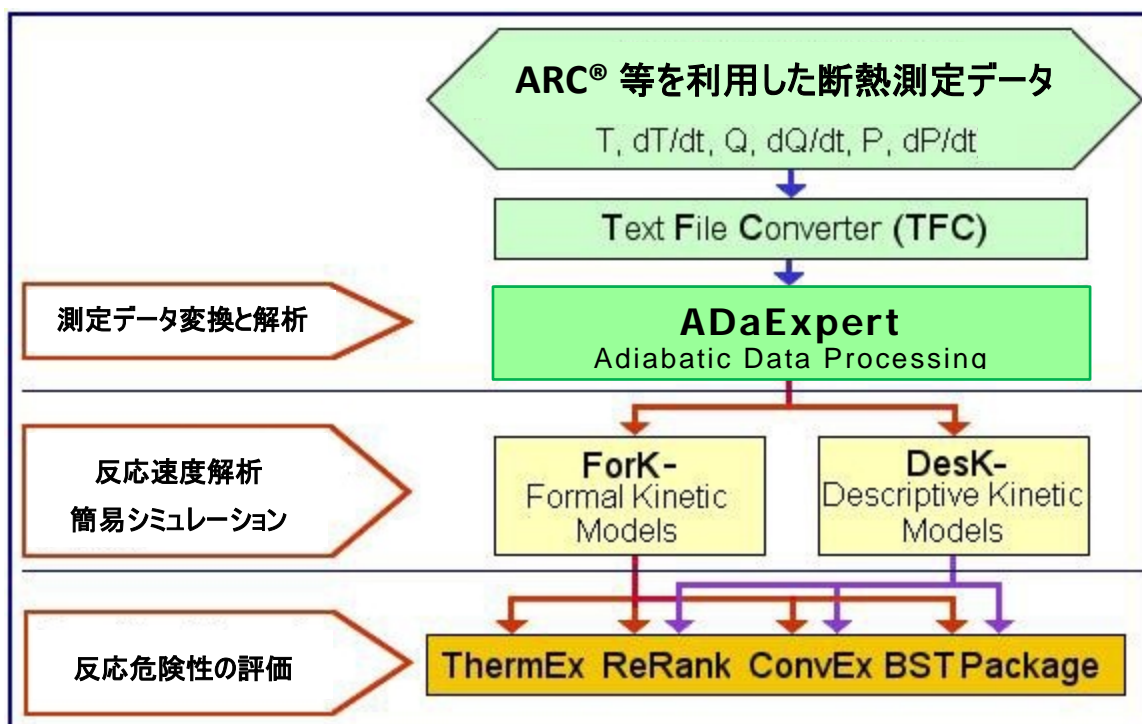 ARC® 等を利用した断熱測定データ
T, dT/dt, Q, dQ/dt, P, dP/dt
Text File Converter (TFC)
測定データ変換と解析
ADaExpert
Adiabatic Data Processing
反応速度解析
簡易シミュレーション
ForK-
Formal Kinetic
Models
DesK-
Descriptive Kinetic
Models
反応危険性の評価
ThermEx ReRank ConvEx BST Package